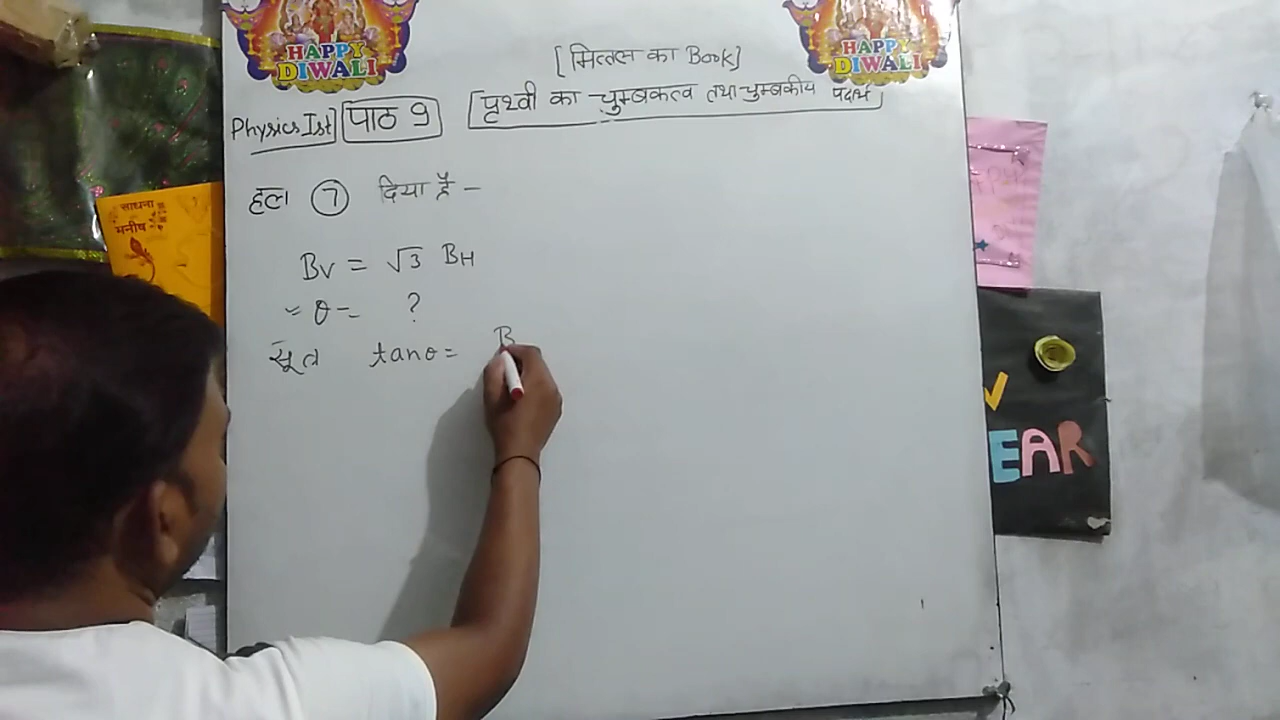 HAPPY
DIWALI
HAPPY
DIWALI
[मित्तल का Book]
Physics Ist पाठ 9 [पृथ्वी का चुम्बकत्व तथा चुम्बकीय पदार्थ]
हल 7 दिया है -
Bv = √3 BH
= θ = ?
सूत्र tanθ = B
साधना
मनीष
EAR